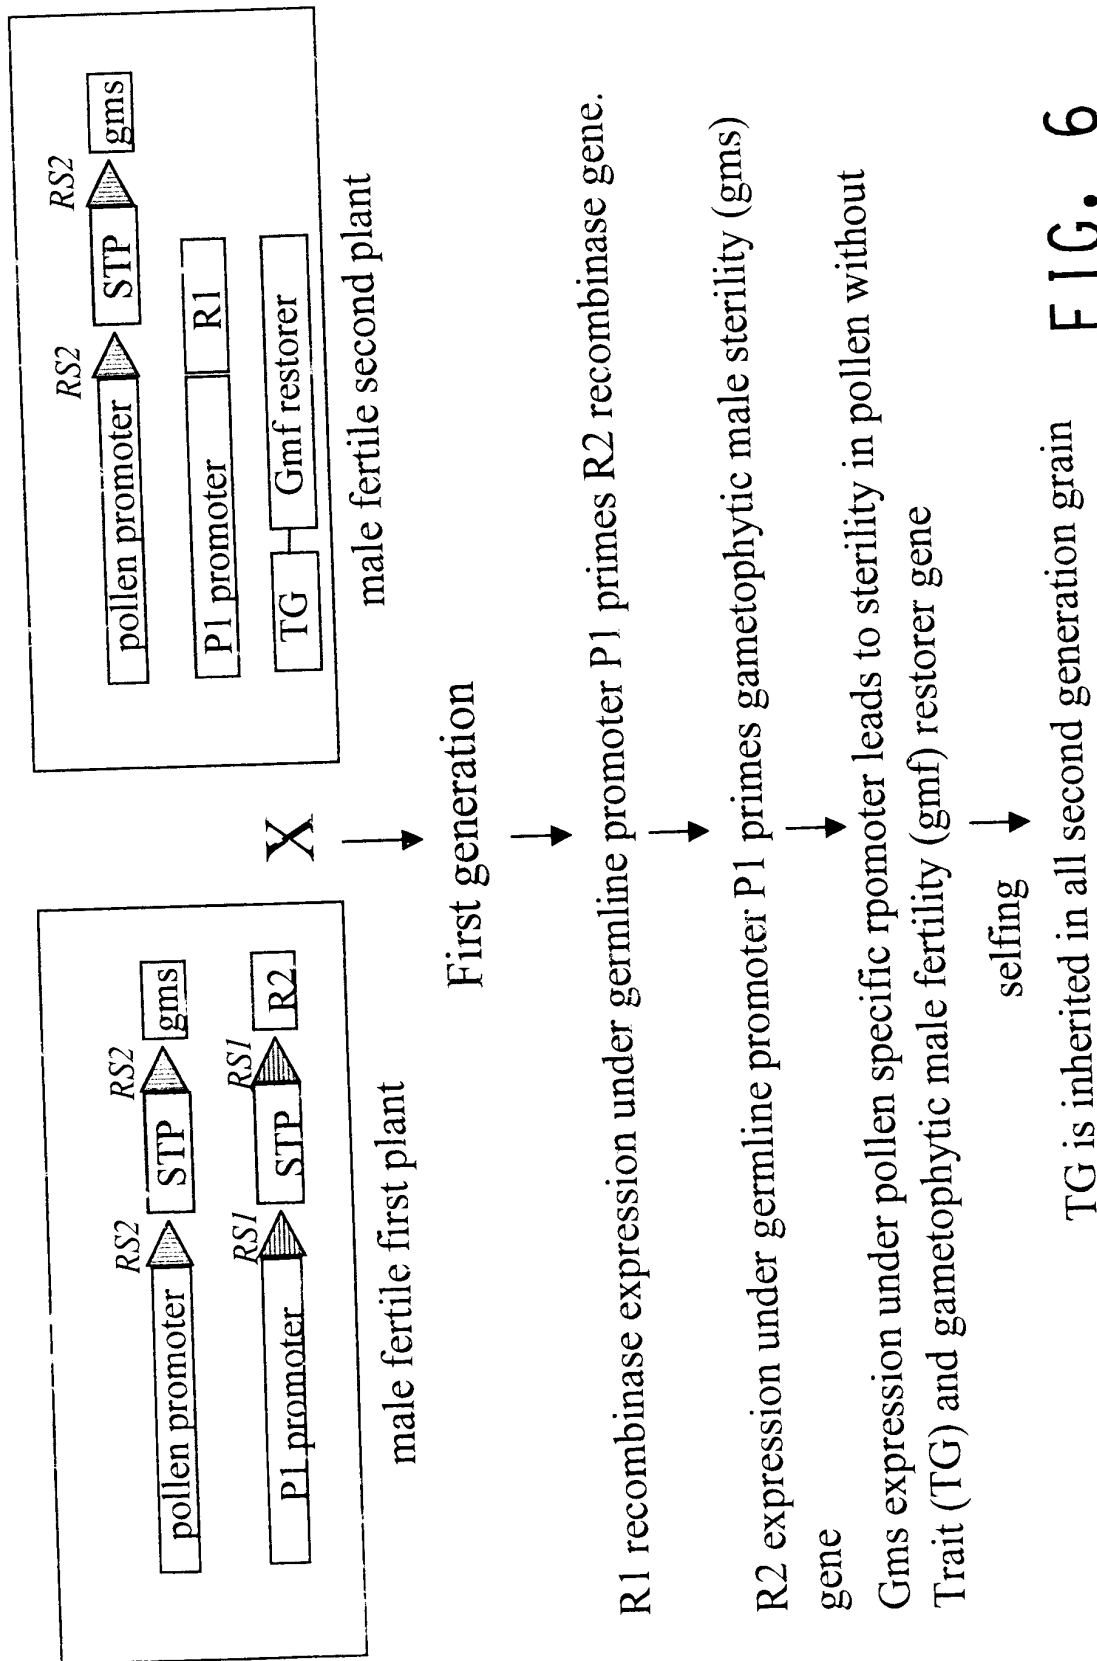 RS2 RS2
pollen promoter STP gms
RS1 RS1
P1 promoter STP R2
male fertile first plant
X
RS2 RS2
pollen promoter STP gms
P1 promoter R1
TG Gmf restorer
male fertile second plant
First generation
R1 recombinase expression under germline promoter P1 primes R2 recombinase gene.
R2 expression under germline promoter P1 primes gametophytic male sterility (gms)
gene
Gms expression under pollen specific rpomoter leads to sterility in pollen without
Trait (TG) and gametophytic male fertility (gmf) restorer gene
selfing
TG is inherited in all second generation grain
FIG. 6